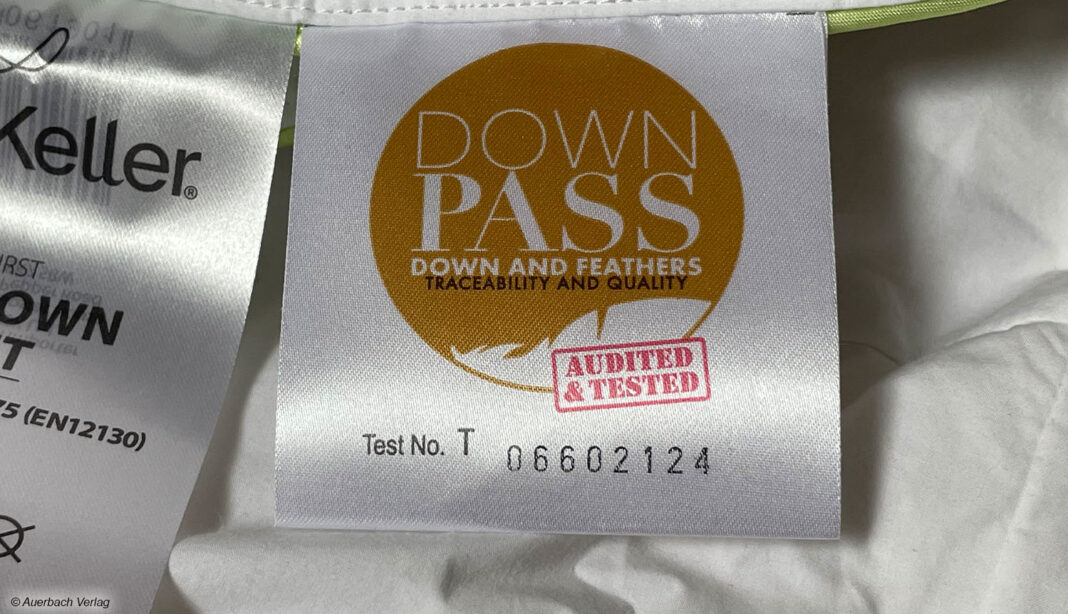 Keller®
RST
OWN
T
75 (EN12130)
DOWN
PASS
DOWN AND FEATHERS
TRACEABILITY AND QUALITY
AUDITED
& TESTED
Test No. T 06602124
© Auerbach Verlag